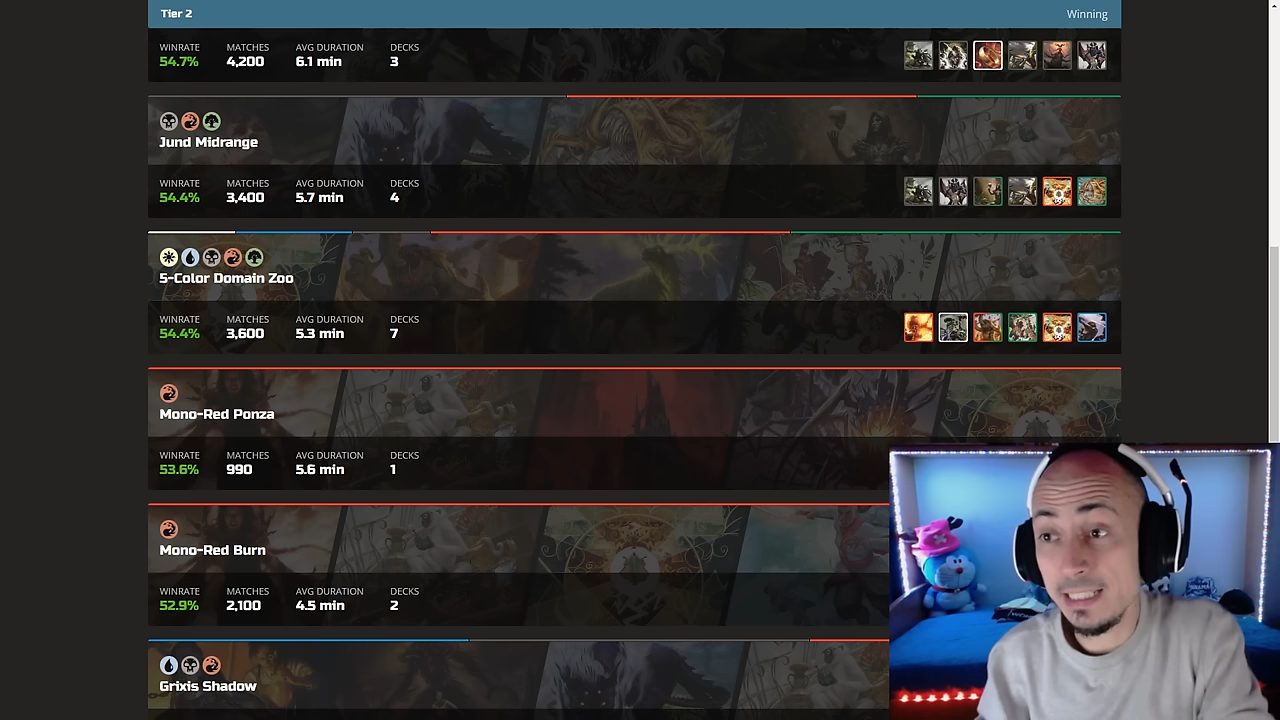 Tier 2 Winning
WINRATE MATCHES AVG DURATION DECKS
54.7% 4,200 6.1 min 3
Jund Midrange
WINRATE MATCHES AVG DURATION DECKS
54.4% 3,400 5.7 min 4
5-Color Domain Zoo
WINRATE MATCHES AVG DURATION DECKS
54.4% 3,600 5.3 min 7
Mono-Red Ponza
WINRATE MATCHES AVG DURATION DECKS
53.6% 990 5.6 min 1
Mono-Red Burn
WINRATE MATCHES AVG DURATION DECKS
52.9% 2,100 4.5 min 2
Grixis Shadow